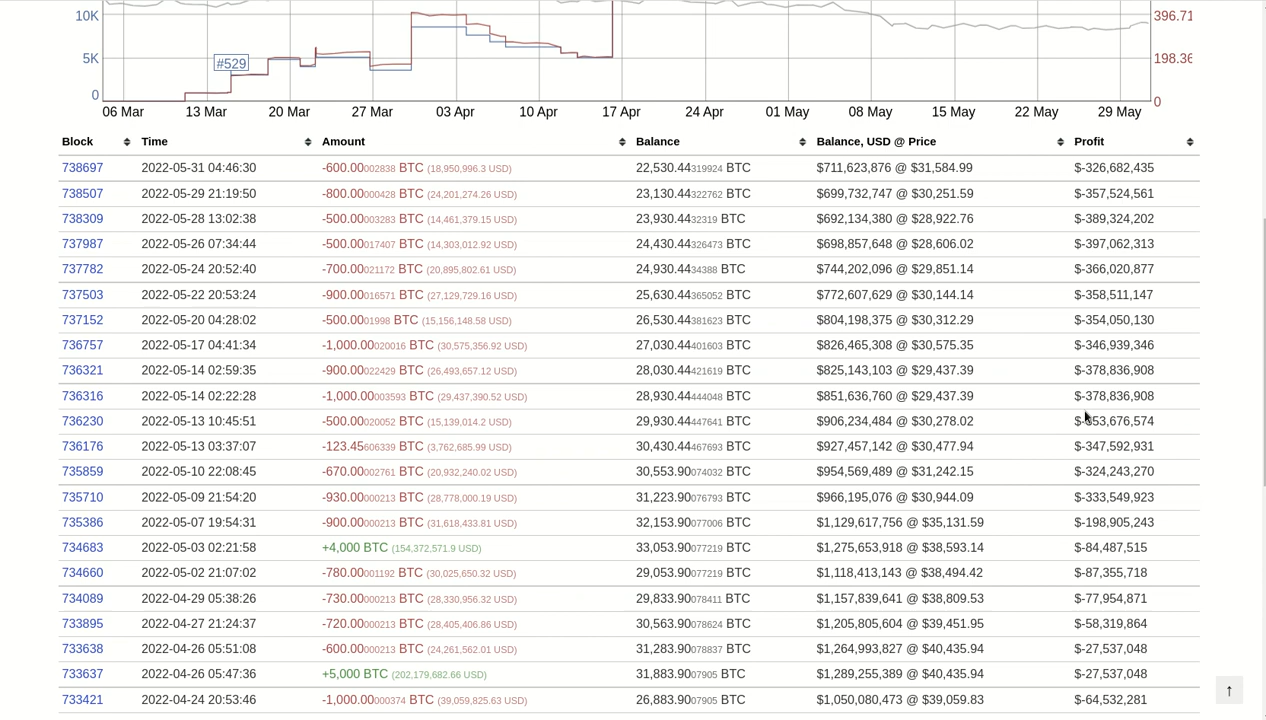 10K 396.71
5K 198.36
#529
0 0
06 Mar 13 Mar 20 Mar 27 Mar 03 Apr 10 Apr 17 Apr 24 Apr 01 May 08 May 15 May 22 May 29 May
Block Time Amount Balance Balance, USD @ Price Profit
738697 2022-05-31 04:46:30 -600.00002838 BTC (18,950,996.3 USD) 22,530.44319924 BTC $711,623,876 @ $31,584.99 $-326,682,435
738507 2022-05-29 21:19:50 -800.00000428 BTC (24,201,274.26 USD) 23,130.44322762 BTC $699,732,747 @ $30,251.59 $-357,524,561
738309 2022-05-28 13:02:38 -500.00003283 BTC (14,461,379.15 USD) 23,930.4432319 BTC $692,134,380 @ $28,922.76 $-389,324,202
737987 2022-05-26 07:34:44 -500.00017407 BTC (14,303,012.92 USD) 24,430.44326473 BTC $698,857,648 @ $28,606.02 $-397,062,313
737782 2022-05-24 20:52:40 -700.00021172 BTC (20,895,802.61 USD) 24,930.4434388 BTC $744,202,096 @ $29,851.14 $-366,020,877
737503 2022-05-22 20:53:24 -900.00016571 BTC (27,129,729.16 USD) 25,630.44365052 BTC $772,607,629 @ $30,144.14 $-358,511,147
737152 2022-05-20 04:28:02 -500.0001998 BTC (15,156,148.58 USD) 26,530.44381623 BTC $804,198,375 @ $30,312.29 $-354,050,130
736757 2022-05-17 04:41:34 -1,000.00020016 BTC (30,575,356.92 USD) 27,030.44401603 BTC $826,465,308 @ $30,575.35 $-346,939,346
736321 2022-05-14 02:59:35 -900.00022429 BTC (26,493,657.12 USD) 28,030.44421619 BTC $825,143,103 @ $29,437.39 $-378,836,908
736316 2022-05-14 02:22:28 -1,000.00003593 BTC (29,437,390.52 USD) 28,930.44444048 BTC $851,636,760 @ $29,437.39 $-378,836,908
736230 2022-05-13 10:45:51 -500.00020052 BTC (15,139,014.2 USD) 29,930.44447641 BTC $906,234,484 @ $30,278.02 $-353,676,574
736176 2022-05-13 03:37:07 -123.45606339 BTC (3,762,685.99 USD) 30,430.44467693 BTC $927,457,142 @ $30,477.94 $-347,592,931
735859 2022-05-10 22:08:45 -670.00002761 BTC (20,932,240.02 USD) 30,553.90074032 BTC $954,569,489 @ $31,242.15 $-324,243,270
735710 2022-05-09 21:54:20 -930.00000213 BTC (28,778,000.19 USD) 31,223.90076793 BTC $966,195,076 @ $30,944.09 $-333,549,923
735386 2022-05-07 19:54:31 -900.00000213 BTC (31,618,433.81 USD) 32,153.90077006 BTC $1,129,617,756 @ $35,131.59 $-198,905,243
734683 2022-05-03 02:21:58 +4,000 BTC (154,372,571.9 USD) 33,053.90077219 BTC $1,275,653,918 @ $38,593.14 $-84,487,515
734660 2022-05-02 21:07:02 -780.00001192 BTC (30,025,650.32 USD) 29,053.90077219 BTC $1,118,413,143 @ $38,494.42 $-87,355,718
734089 2022-04-29 05:38:26 -730.00000213 BTC (28,330,956.32 USD) 29,833.90078411 BTC $1,157,839,641 @ $38,809.53 $-77,954,871
733895 2022-04-27 21:24:37 -720.00000213 BTC (28,405,406.86 USD) 30,563.90078624 BTC $1,205,805,604 @ $39,451.95 $-58,319,864
733638 2022-04-26 05:51:08 -600.00000213 BTC (24,261,562.01 USD) 31,283.90078837 BTC $1,264,993,827 @ $40,435.94 $-27,537,048
733637 2022-04-26 05:47:36 +5,000 BTC (202,179,682.66 USD) 31,883.9007905 BTC $1,289,255,389 @ $40,435.94 $-27,537,048
733421 2022-04-24 20:53:46 -1,000.00000374 BTC (39,059,825.63 USD) 26,883.9007905 BTC $1,050,080,473 @ $39,059.83 $-64,532,281